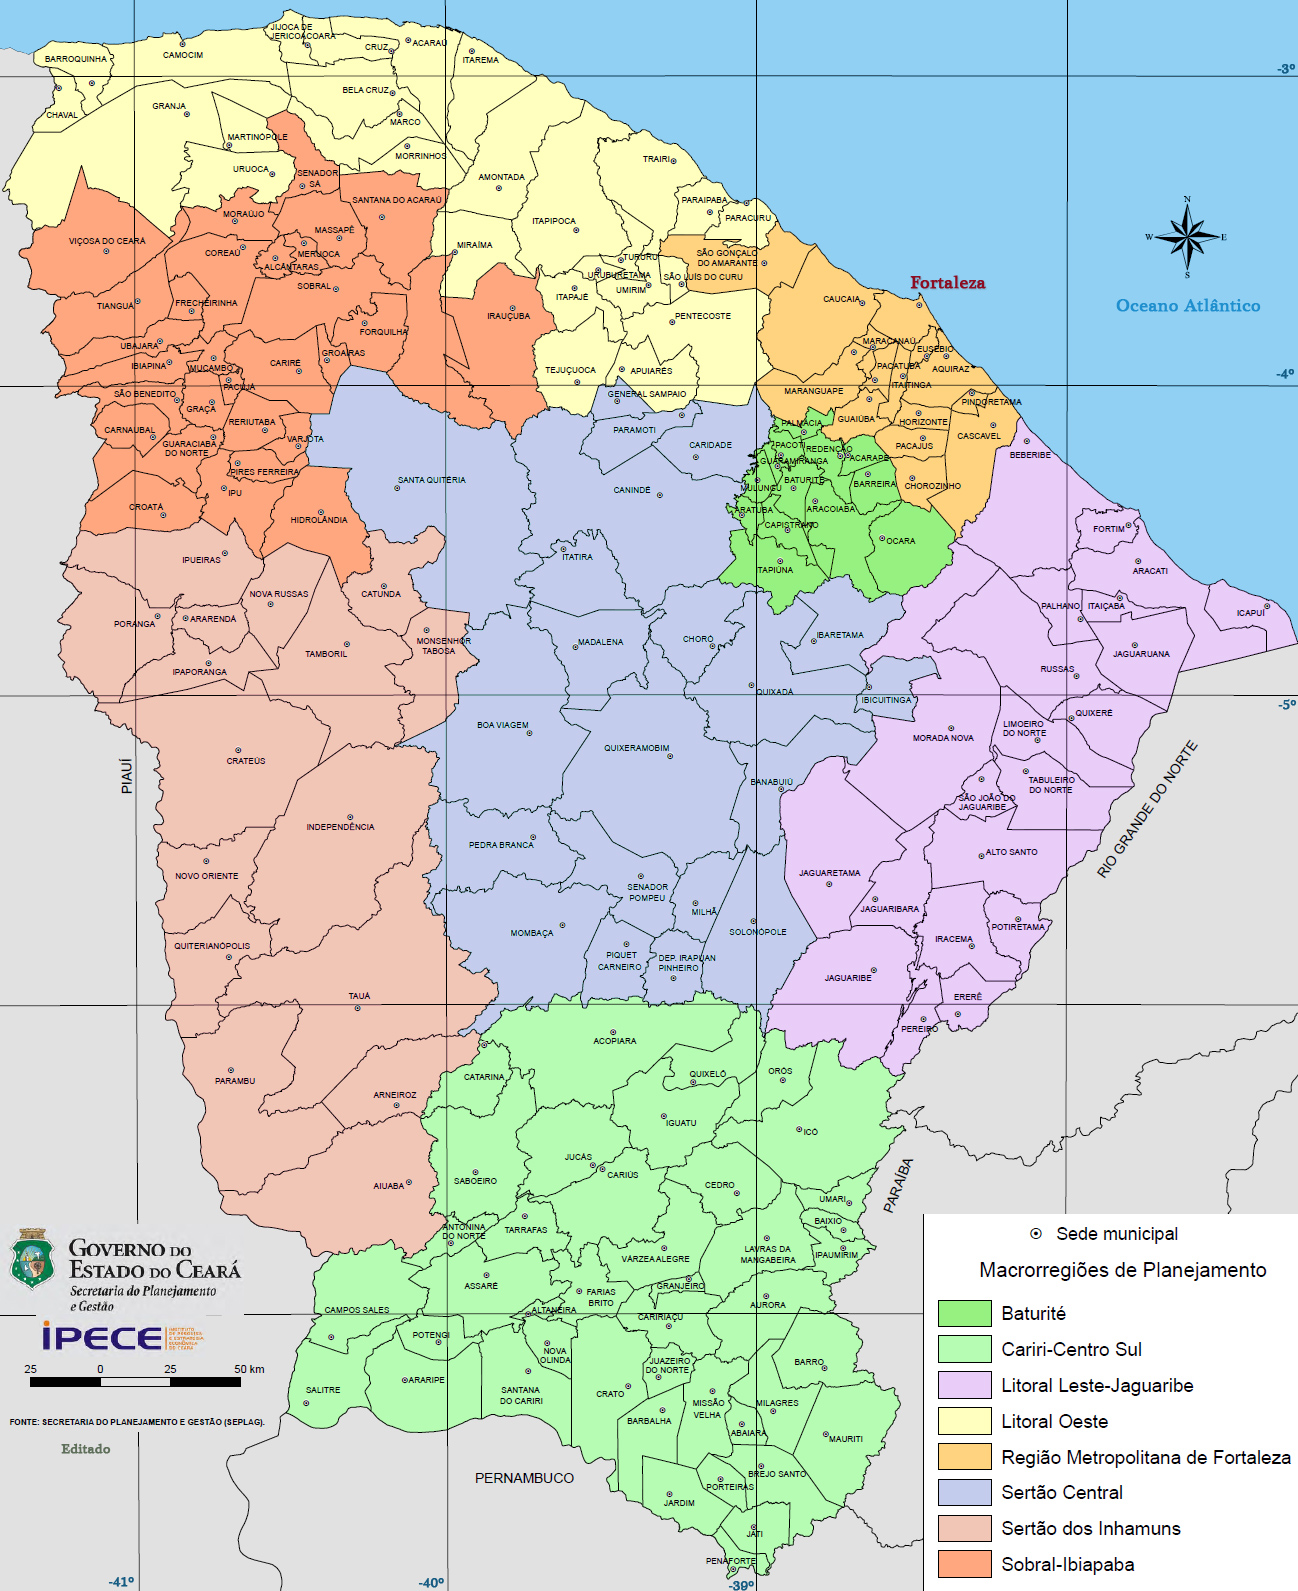 JIJOCA DE
JERICOACOARA
CRUZ
ACARAÚ
ITAREMA
CAMOCIM
BARROQUINHA
-3º
CHAVAL
GRANJA
BELA CRUZ
MARCO
MARTINÓPOLE
MORRINHOS
URUOCA
SENADOR
SÁ
AMONTADA
TRAIRI
SANTANA DO ACARAÚ
PARAIPABA
PARACURU
MORAÚJO
ITAPIPOCA
MASSAPÊ
VIÇOSA DO CEARÁ
COREAÚ
MERUOCA
ALCÂNTARAS
MIRAÍMA
TURURU
SÃO GONÇALO
DO AMARANTE
URUBURETAMA
SÃO LUÍS DO CURU
UMIRIM
ITAPAJÉ
SOBRAL
TIANGUÁ
FRECHEIRINHA
IRAUÇUBA
PENTECOSTE
CAUCAIA
Fortaleza
N
W
E
S
Oceano Atlântico
FORQUILHA
UBAJARA
IBIAPINA
MUCAMBO
CARIRÉ
GROAIRAS
TEJUÇUOCA
APUIARÉS
MARACANAÚ
EUSÉBIO
PACATUBA
AQUIRAZ
ITAITINGA
-4º
PACUJÁ
SÃO BENEDITO
GRAÇA
GENERAL SAMPAIO
MARANGUAPE
PINDORETAMA
GUAIÚBA
HORIZONTE
CASCAVEL
CARNAUBAL
RERIUTABA
GUARACIABA
DO NORTE
VARJOTA
PARAMOTI
CARIDADE
PALMÁCIA
PACOTI
REDENÇÃO
ACARAPE
GUARAMIRANGA
PACAJUS
BEBERIBE
PIRES FERREIRA
IPU
SANTA QUITÉRIA
CANINDÉ
MULUNGU
BATURITÉ
BARREIRA
CHOROZINHO
CROATÁ
HIDROLÂNDIA
ARATUBA
ARACOIABA
CAPISTRANO
OCARA
FORTIM
IPUEIRAS
ITATIRA
ITAPIÚNA
ARACATI
NOVA RUSSAS
CATUNDA
PORANGA
ARARENDÁ
PALHANO
ITAIÇABA
ICAPUÍ
TAMBORIL
MONSENHOR
TABOSA
MADALENA
CHORÓ
IBARETAMA
JAGUARUANA
IPAPORANGA
RUSSAS
QUIXADÁ
IBICUITINGA
-5º
BOA VIAGEM
QUIXERAMOBIM
MORADA NOVA
LIMOEIRO
DO NORTE
QUIXERÉ
CRATEÚS
PIAUÍ
BANABUIÚ
TABULEIRO
DO NORTE
SÃO JOÃO DO
JAGUARIBE
RIO GRANDE DO NORTE
INDEPENDÊNCIA
PEDRA BRANCA
ALTO SANTO
NOVO ORIENTE
SENADOR
POMPEU
MILHÃ
JAGUARETAMA
JAGUARIBARA
QUITERIANÓPOLIS
MOMBAÇA
PIQUET
CARNEIRO
DEP. IRAPUAN
PINHEIRO
SOLONÓPOLE
POTIRETAMA
IRACEMA
JAGUARIBE
TAUÁ
ERERÊ
PEREIRO
ACOPIARA
PARAMBU
CATARINA
QUIXELÔ
ORÓS
ARNEIROZ
IGUATU
ICÓ
AIUABA
SABOEIRO
JUCÁS
CARIÚS
CEDRO
UMARI
PARAÍBA
BAIXIO
IPAUMIRIM
ANTONINA
DO NORTE
TARRAFAS
VÁRZEA ALEGRE
LAVRAS DA
MANGABEIRA
ASSARÉ
FARIAS
BRITO
GRANJEIRO
AURORA
CAMPOS SALES
ALTANEIRA
CARIRIAÇU
POTENGI
NOVA
OLINDA
JUAZEIRO
DO NORTE
BARRO
SALITRE
ARARIPE
SANTANA
DO CARIRI
CRATO
MISSÃO
VELHA
MILAGRES
BARBALHA
ABAIARA
MAURITI
PERNAMBUCO
BREJO SANTO
PORTEIRAS
JARDIM
JATI
PENAFORTE
-41º
-40º
-39º
GOVERNO DO
ESTADO DO CEARÁ
Secretaria do Planejamento
e Gestão
IPECE
INSTITUTO
DE PESQUISA
E ESTRATÉGIA
ECONÔMICA
DO CEARÁ
25 0 25 50 km
FONTE: SECRETARIA DO PLANEJAMENTO E GESTÃO (SEPLAG).
Editado
Sede municipal
Macrorregiões de Planejamento
Baturité
Cariri-Centro Sul
Litoral Leste-Jaguaribe
Litoral Oeste
Região Metropolitana de Fortaleza
Sertão Central
Sertão dos Inhamuns
Sobral-Ibiapaba